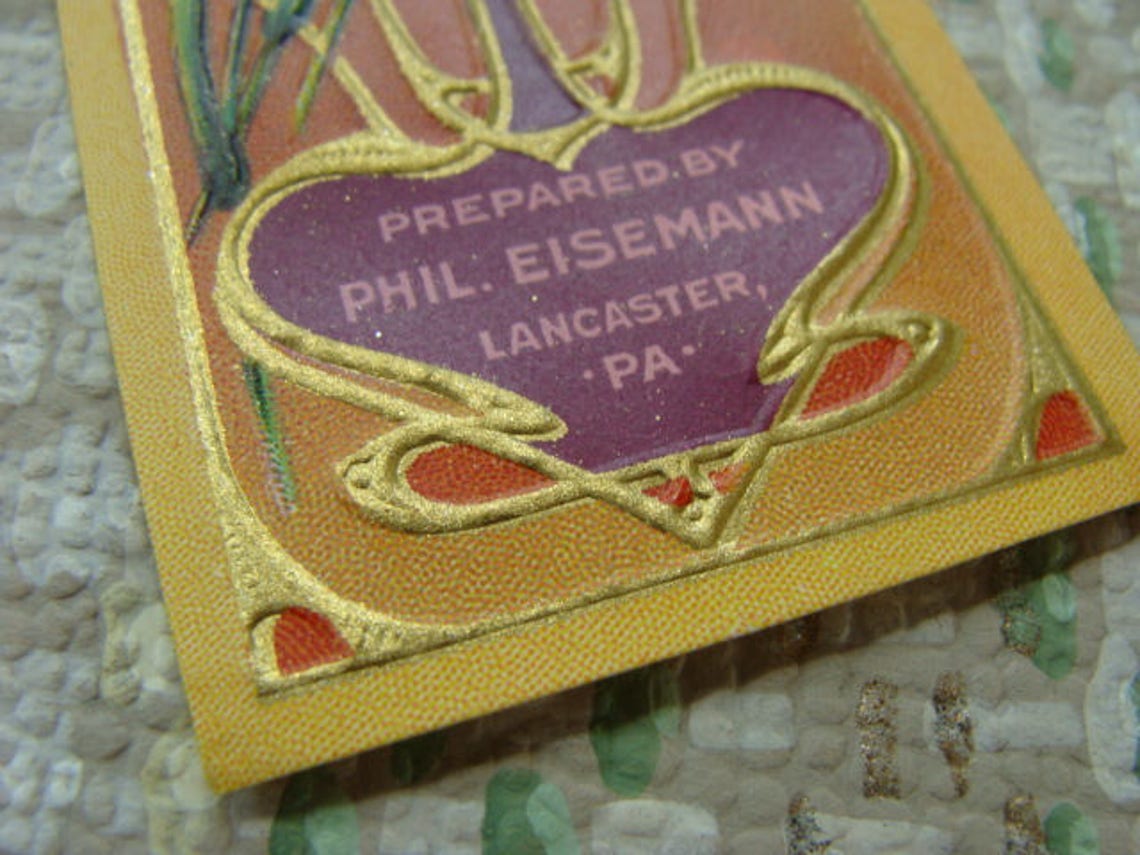 PREPARED·BY
PHIL. EISEMANN
LANCASTER,
·PA·